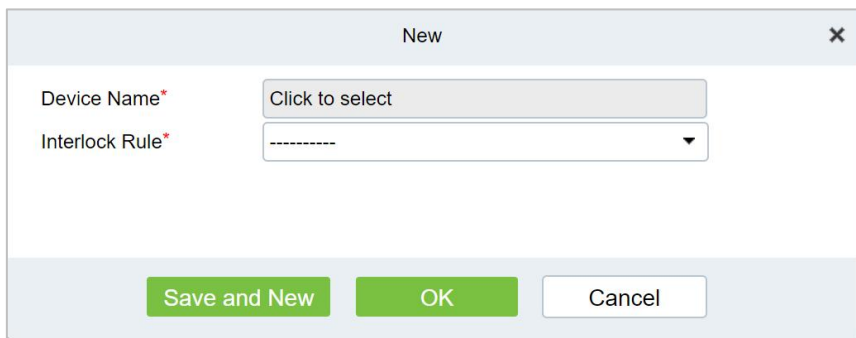 New
Device Name* Click to select
Interlock Rule* ----------
Save and New OK Cancel